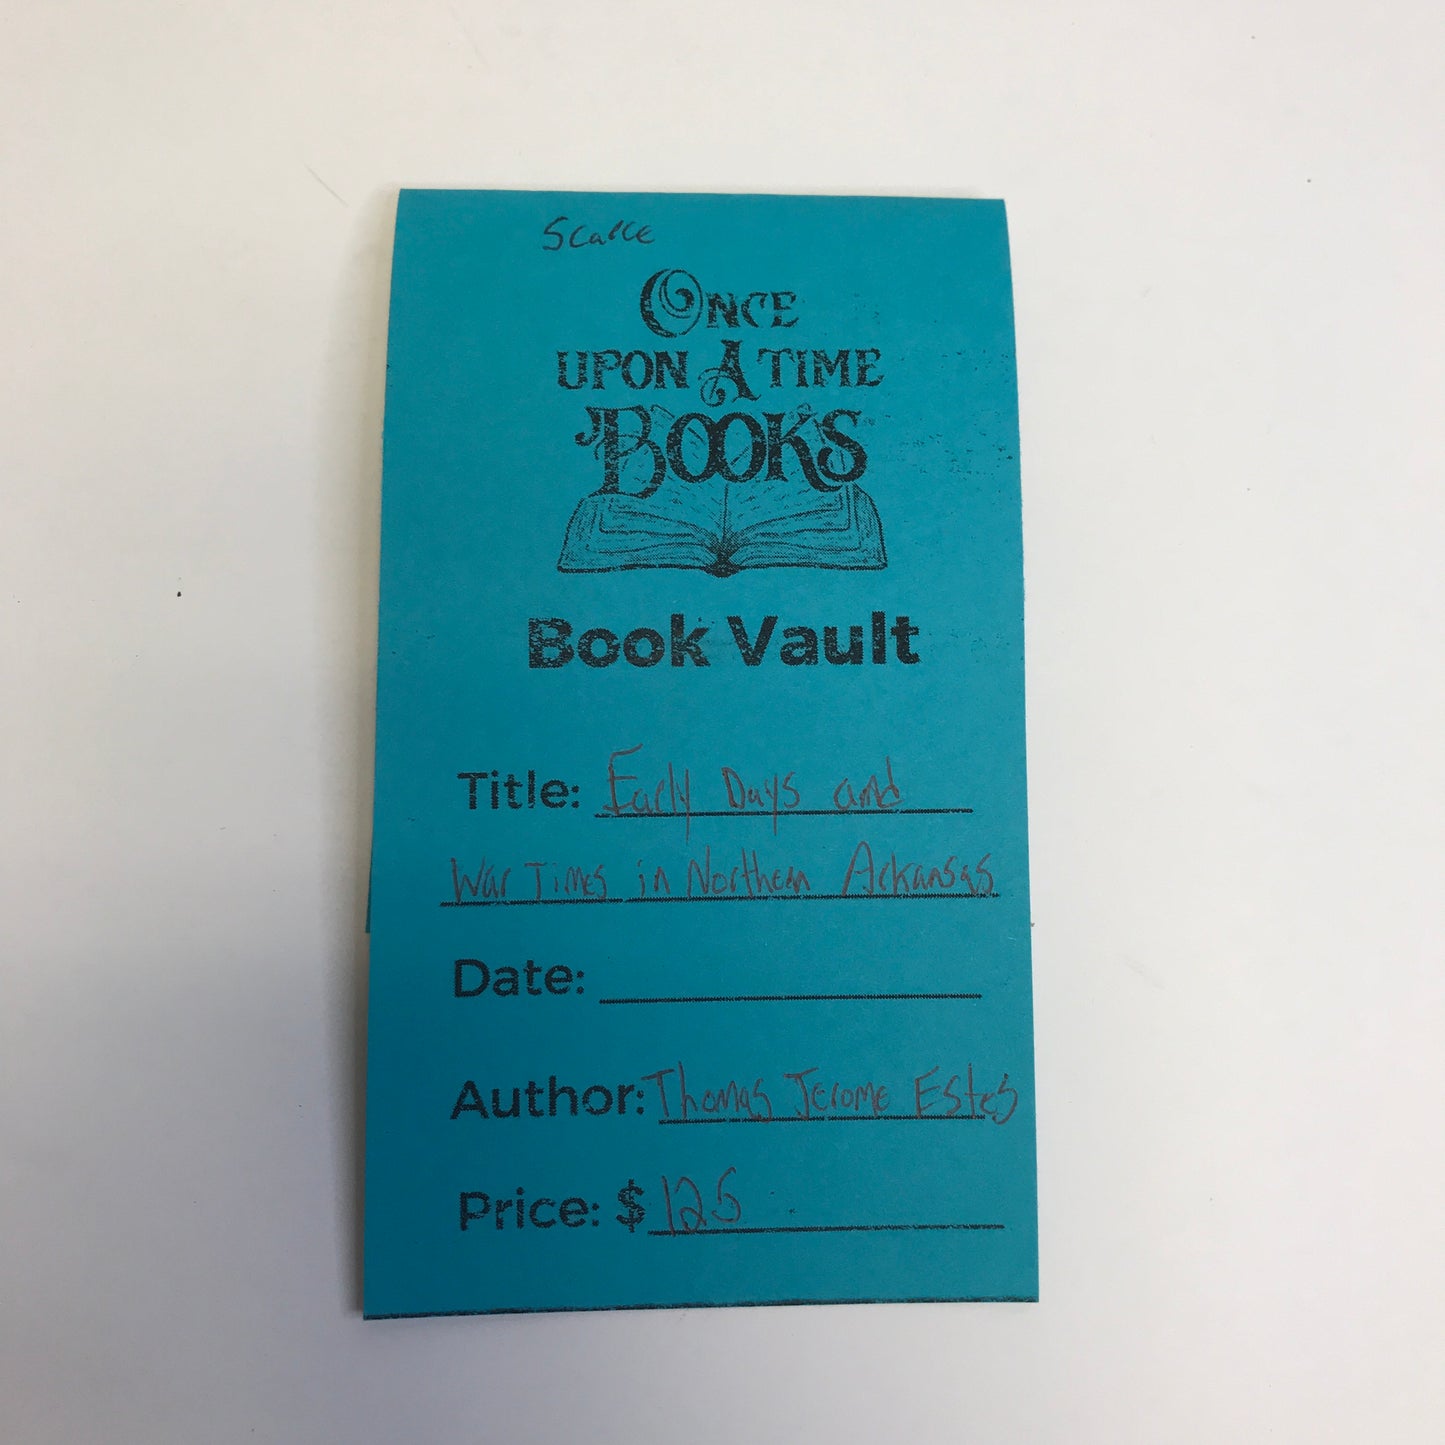 Scarce
Once
upon A Time
Books
Book Vault
Title: Early Days and
War Times in Northern Arkansas
Date:
Author: Thomas Jerome Estes
Price: $125